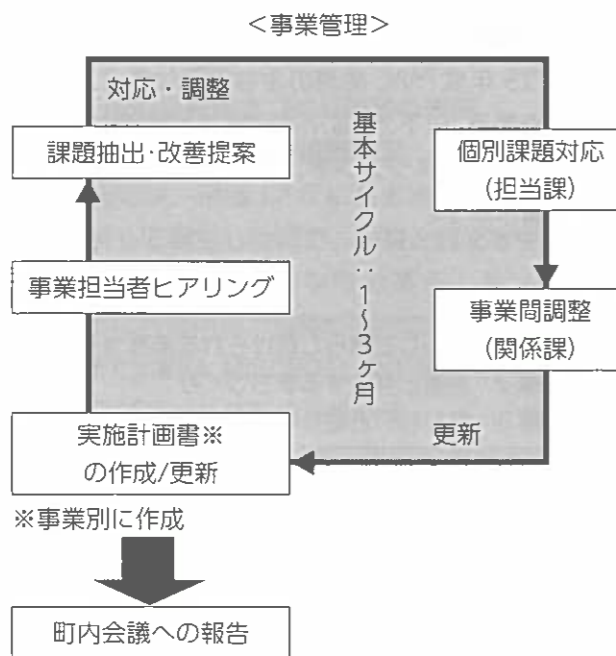 <事業管理>
対応・調整
課題抽出・改善提案
事業担当者ヒアリング
実施計画書※
の作成/更新
※事業別に作成
町内会議への報告
基本サイクル：1～3ヶ月
個別課題対応
(担当課)
事業間調整
(関係課)
更新